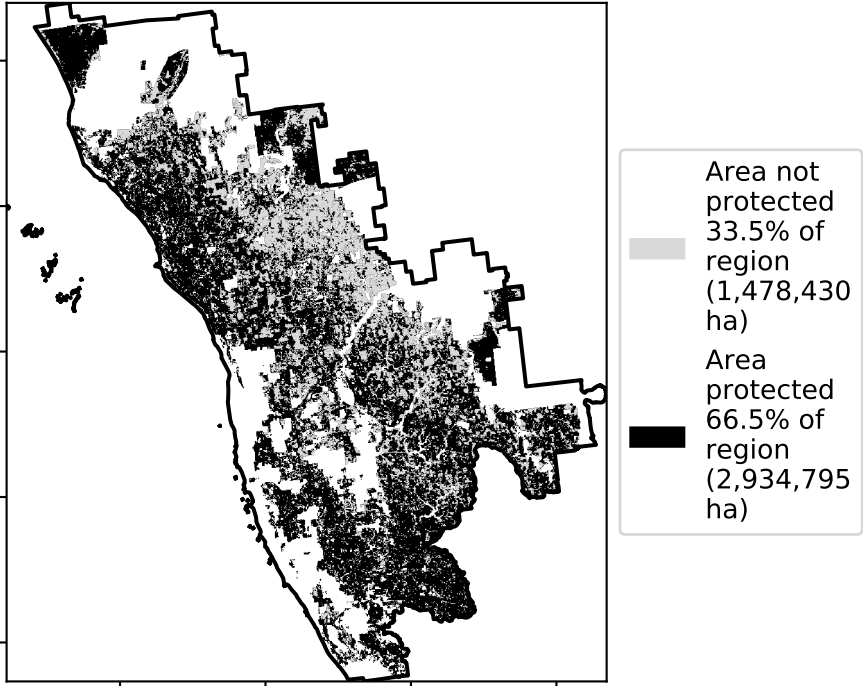 Area not
protected
33.5% of
region
(1,478,430
ha)
Area
protected
66.5% of
region
(2,934,795
ha)